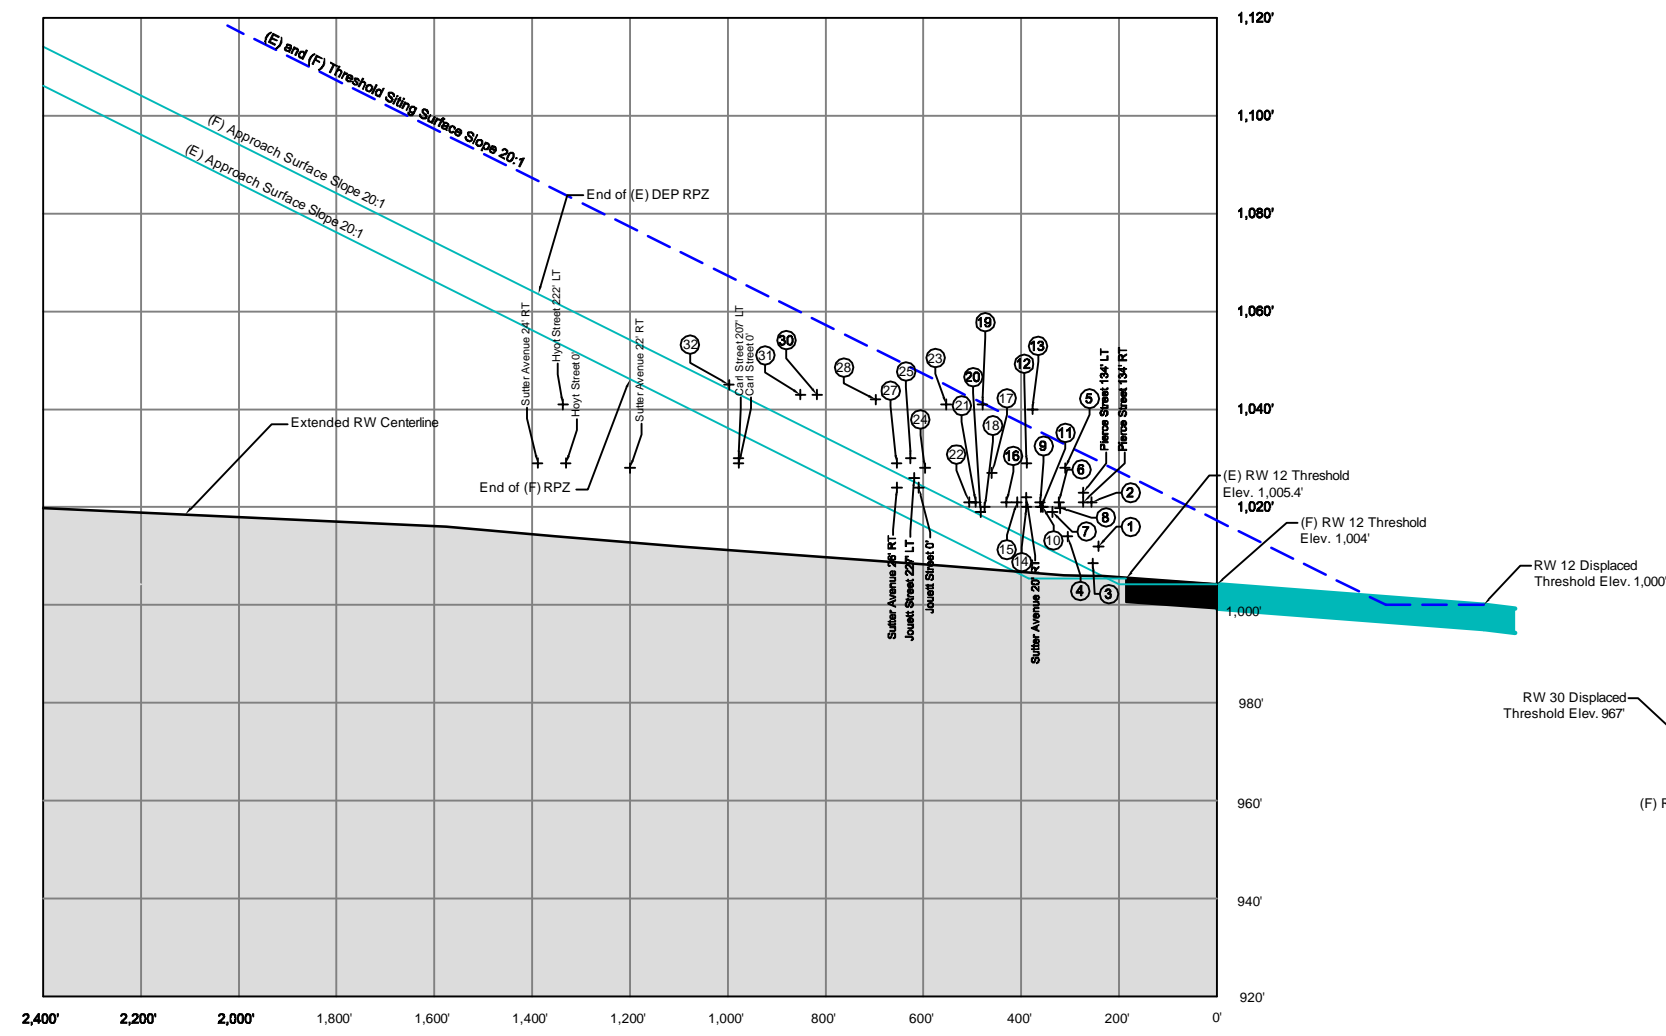 1,120'
(E) and (F) Threshold Siting Surface Slope 20:1
1,100'
(F) Approach Surface Slope 20:1
(E) Approach Surface Slope 20:1
End of (E) DEP RPZ
1,080'
1,060'
Sutter Avenue 24' RT
Hyot Street 222' LT
Hoyt Street 0'
Sutter Avenue 22' RT
Carl Street 207' LT
Carl Street 0'
32
31
30
28
27
25
24
23
22
21
20
19
18
17
16
15
14
13
12
11
10
9
8
7
6
5
4
3
2
1
Pierce Street 134' LT
Pierce Street 134' RT
1,040'
Extended RW Centerline
End of (F) RPZ
(E) RW 12 Threshold
Elev. 1,005.4'
1,020'
(F) RW 12 Threshold
Elev. 1,004'
RW 12 Displaced
Threshold Elev. 1,000'
Sutter Avenue 26' RT
Jouett Street 227' LT
Jouett Street 0'
Sutter Avenue 20' RT
1,000'
RW 30 Displaced
Threshold Elev. 967'
980'
960'
(F) R
940'
920'
2,400'
2,200'
2,000'
1,800'
1,600'
1,400'
1,200'
1,000'
800'
600'
400'
200'
0'